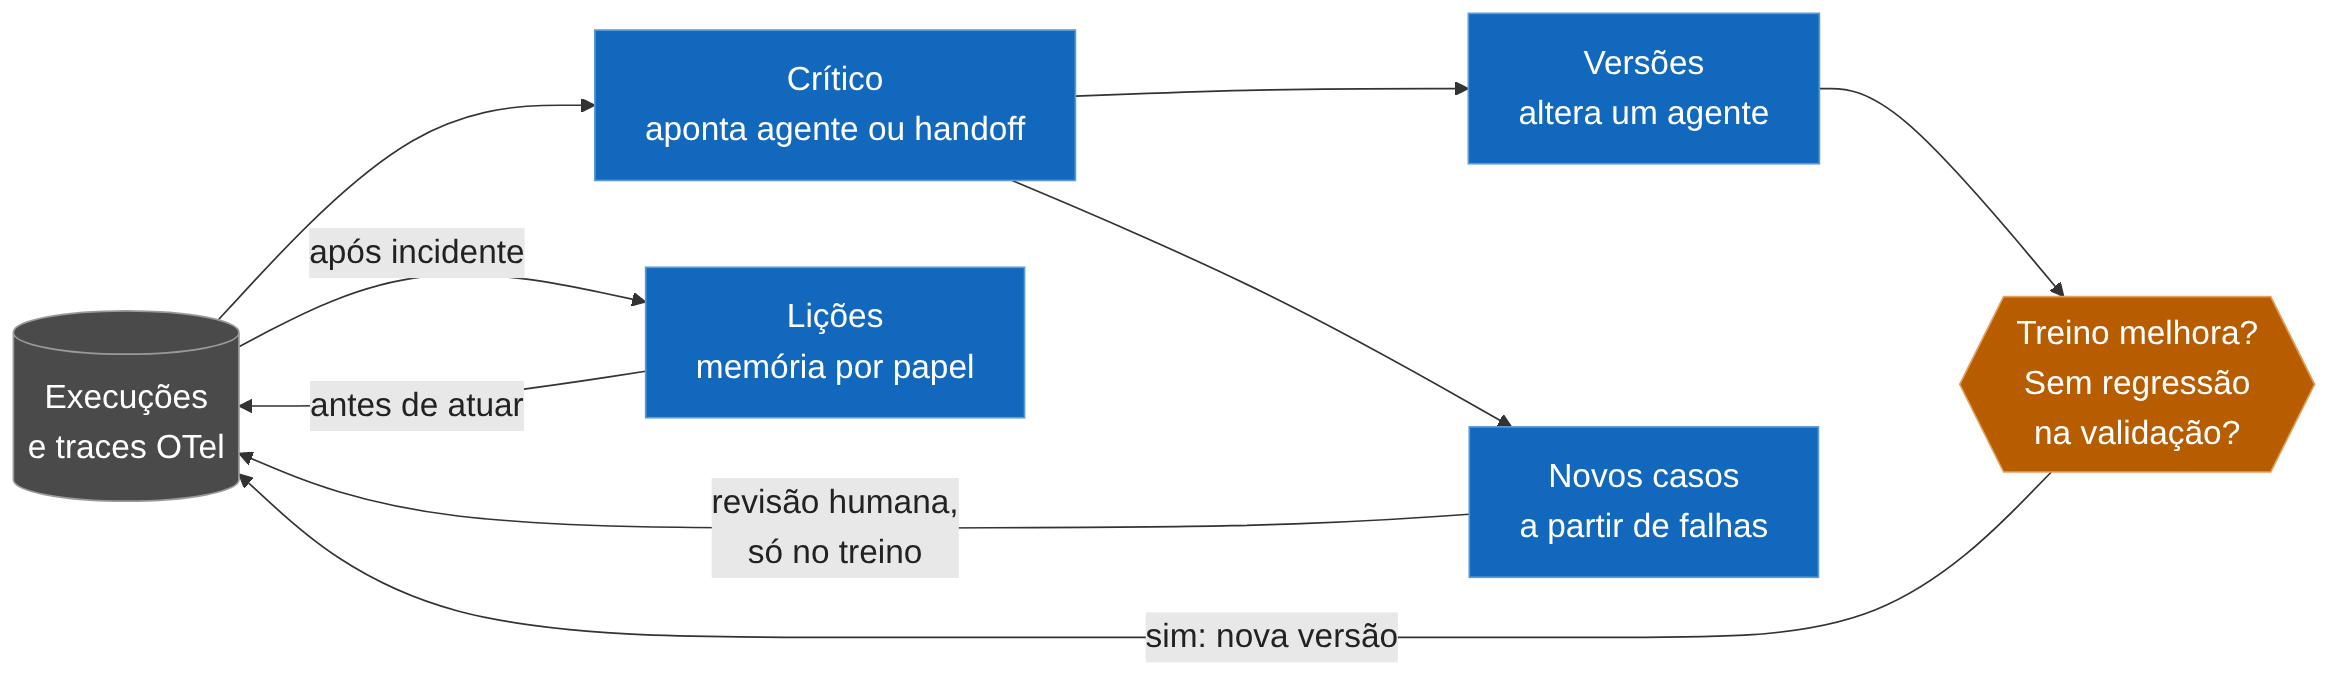 Crítico
aponta agente ou handoff
Versões
altera um agente
após incidente
Lições
memória por papel
antes de atuar
Execuções
e traces OTel
Treino melhora?
Sem regressão
na validação?
Novos casos
a partir de falhas
revisão humana,
só no treino
sim: nova versão